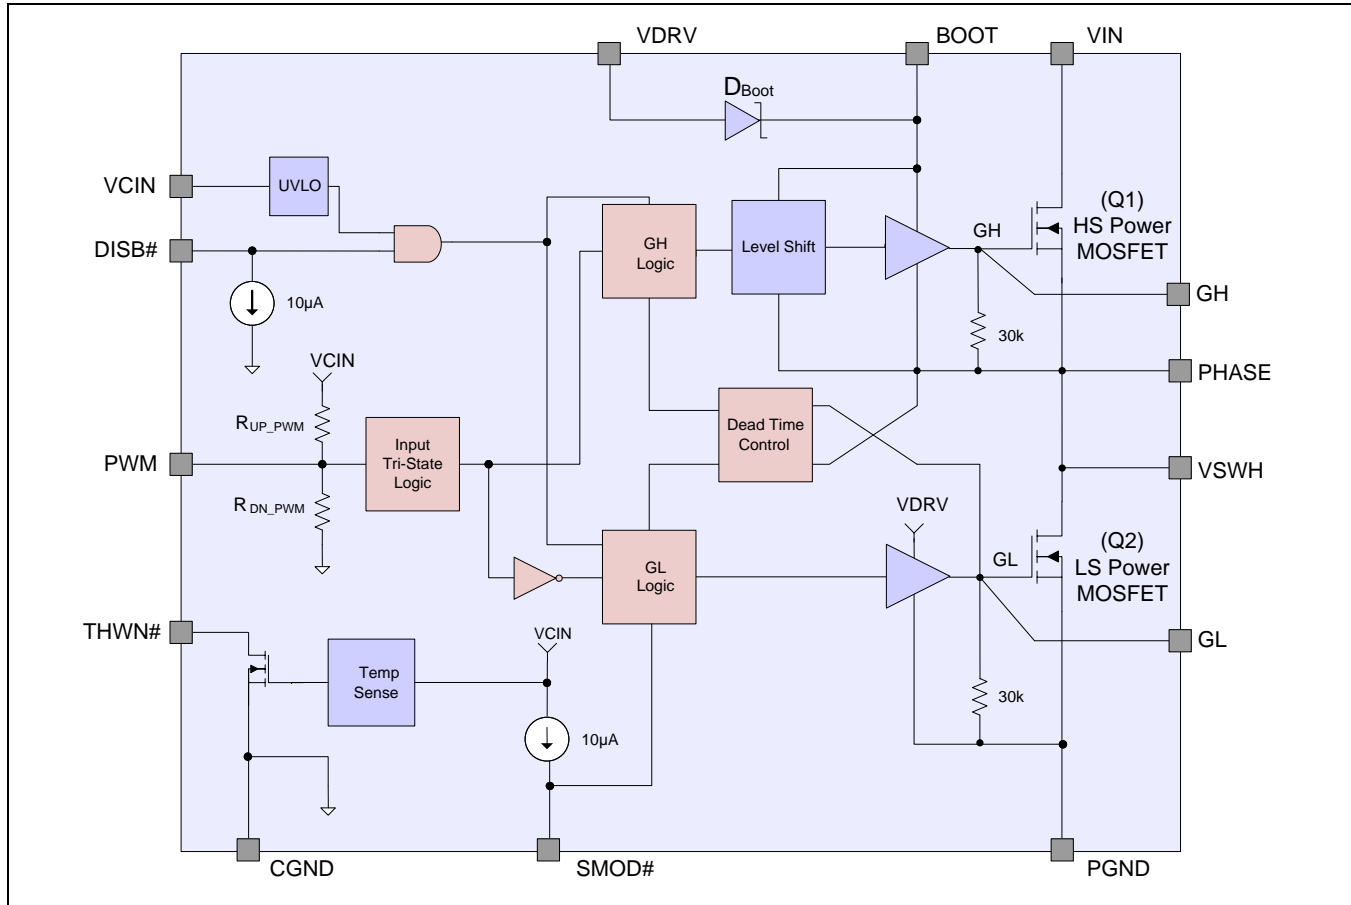 VDRV
BOOT
VIN
DBoot
VCIN
UVLO
DISB#
10µA
GH
Logic
Level Shift
GH
(Q1)
HS Power
MOSFET
GH
30k
PHASE
VCIN
RUP_PWM
PWM
Input
Tri-State
Logic
RDN_PWM
Dead Time
Control
VSWH
VDRV
GL
Logic
GL
(Q2)
LS Power
MOSFET
THWN#
Temp
Sense
VCIN
10µA
GL
30k
CGND
SMOD#
PGND